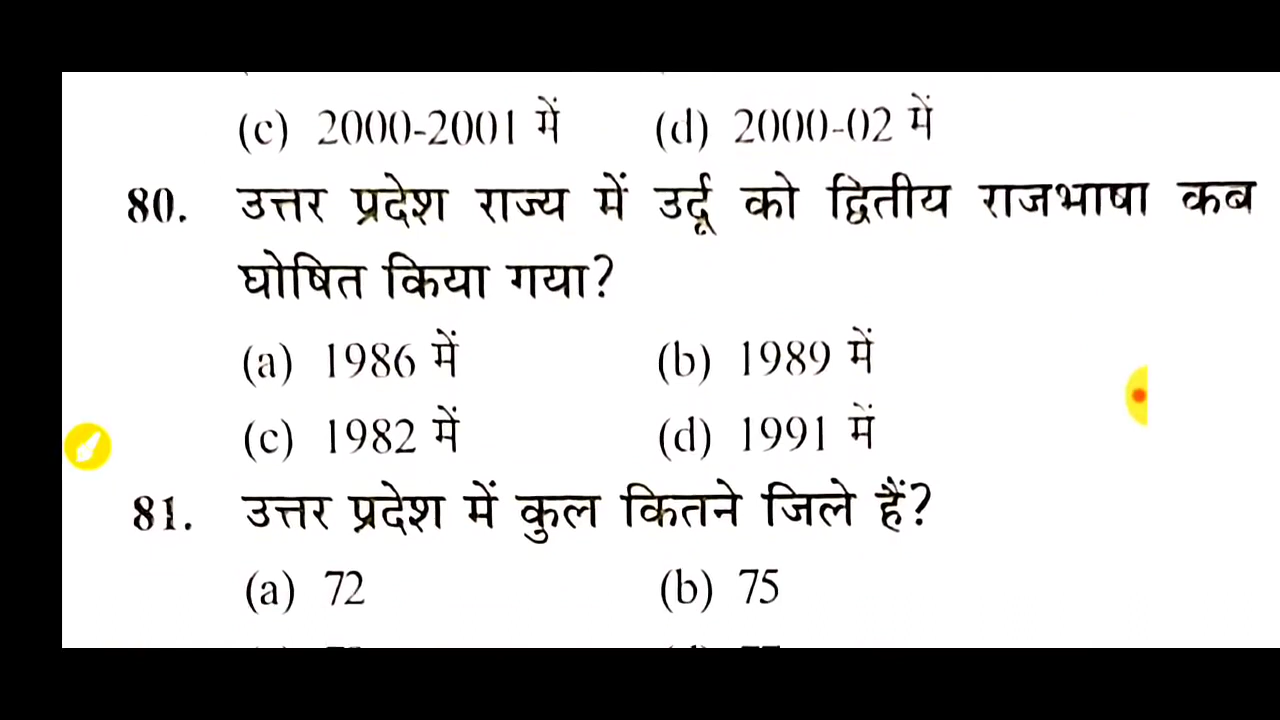 (c) 2000-2001 में (d) 2000-02 में
80. उत्तर प्रदेश राज्य में उर्दू को द्वितीय राजभाषा कब
घोषित किया गया?
(a) 1986 में (b) 1989 में
(c) 1982 में (d) 1991 में
81. उत्तर प्रदेश में कुल कितने जिले हैं?
(a) 72 (b) 75